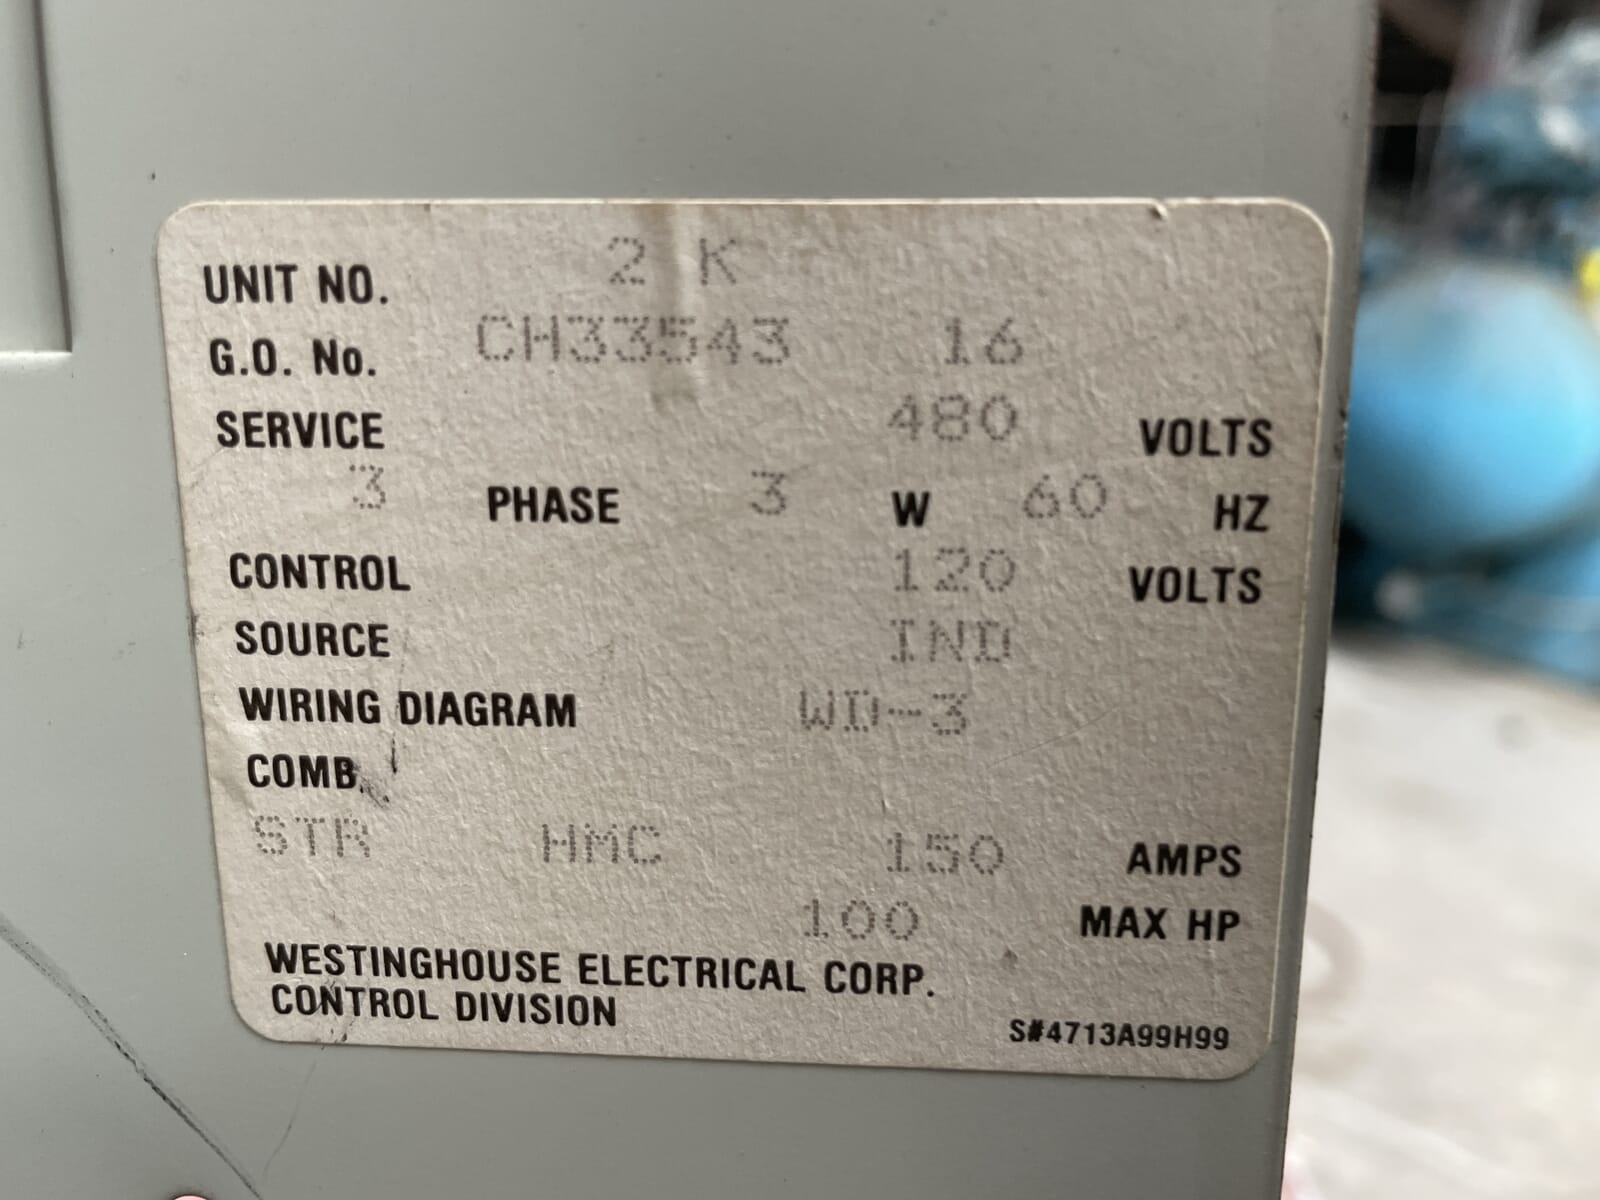 UNIT NO. 2 K
G.O. No. CH33543 16
SERVICE 480 VOLTS
3 PHASE 3 W 60 HZ
CONTROL 120 VOLTS
SOURCE IND
WIRING DIAGRAM WD-3
COMB.
STR HMC 150 AMPS
100 MAX HP
WESTINGHOUSE ELECTRICAL CORP.
CONTROL DIVISION
S#4713A99H99